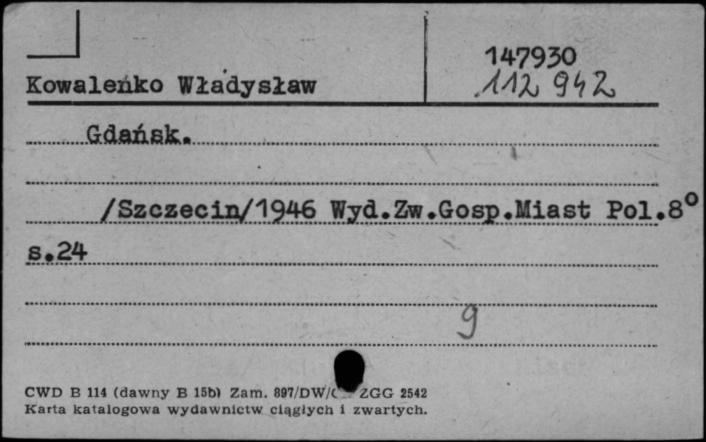 147930
Kowalenko Władysław 112 942
Gdańsk.
/Szczecin/1946 Wyd.Zw.Gosp.Miast Pol.8°
s.24
9
CWD B 114 (dawny B 15b) Zam. 897/DW/ ZGG 2542
Karta katalogowa wydawnictw ciągłych i zwartych.